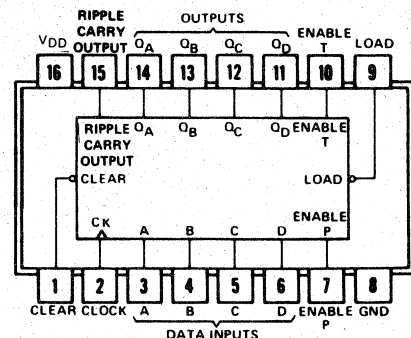 RIPPLE CARRY OUTPUT
OUTPUTS
VDD QA QB QC QD ENABLE T LOAD
16 15 14 13 12 11 10 9
RIPPLE CARRY OUTPUT QA QB QC QD ENABLE T
CLEAR LOAD
CK A B C D ENABLE P
1 2 3 4 5 6 7 8
CLEAR CLOCK A B C D ENABLE P GND
DATA INPUTS